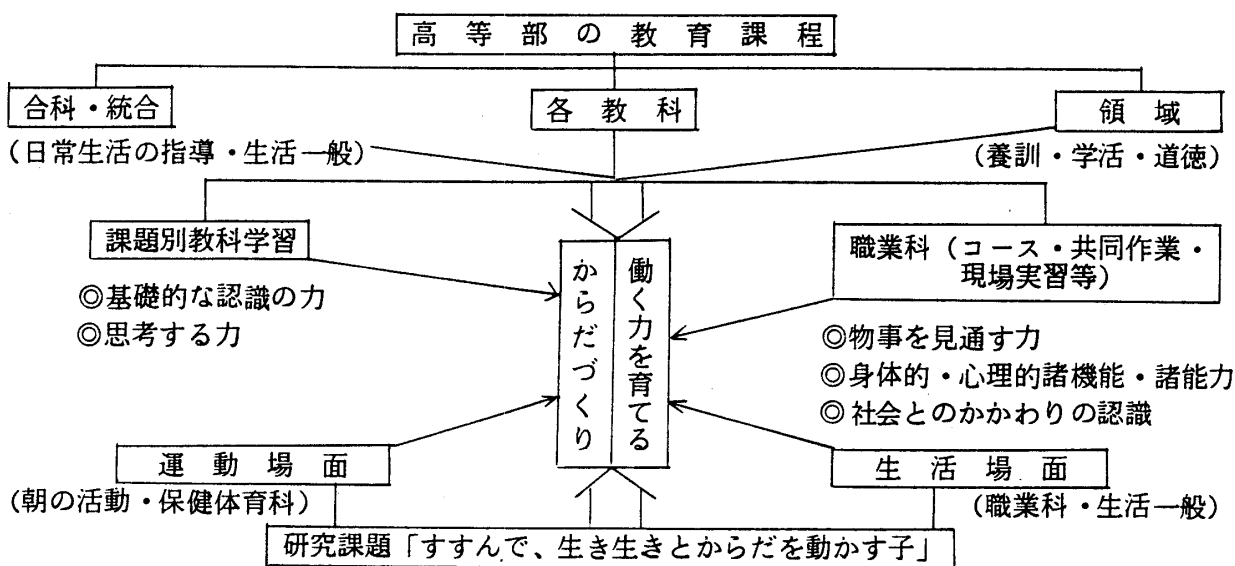 高等部の教育課程
合科・統合
各教科
領域
(日常生活の指導・生活一般)
(養訓・学活・道徳)
課題別教科学習
◎基礎的な認識の力
◎思考する力
職業科(コース・共同作業・
現場実習等)
◎物事を見通す力
◎身体的・心理的諸機能・諸能力
◎社会とのかかわりの認識
働く力を育てる
からだづくり
運動場面
(朝の活動・保健体育科)
生活場面
(職業科・生活一般)
研究課題「すすんで、生き生きとからだを動かす子」